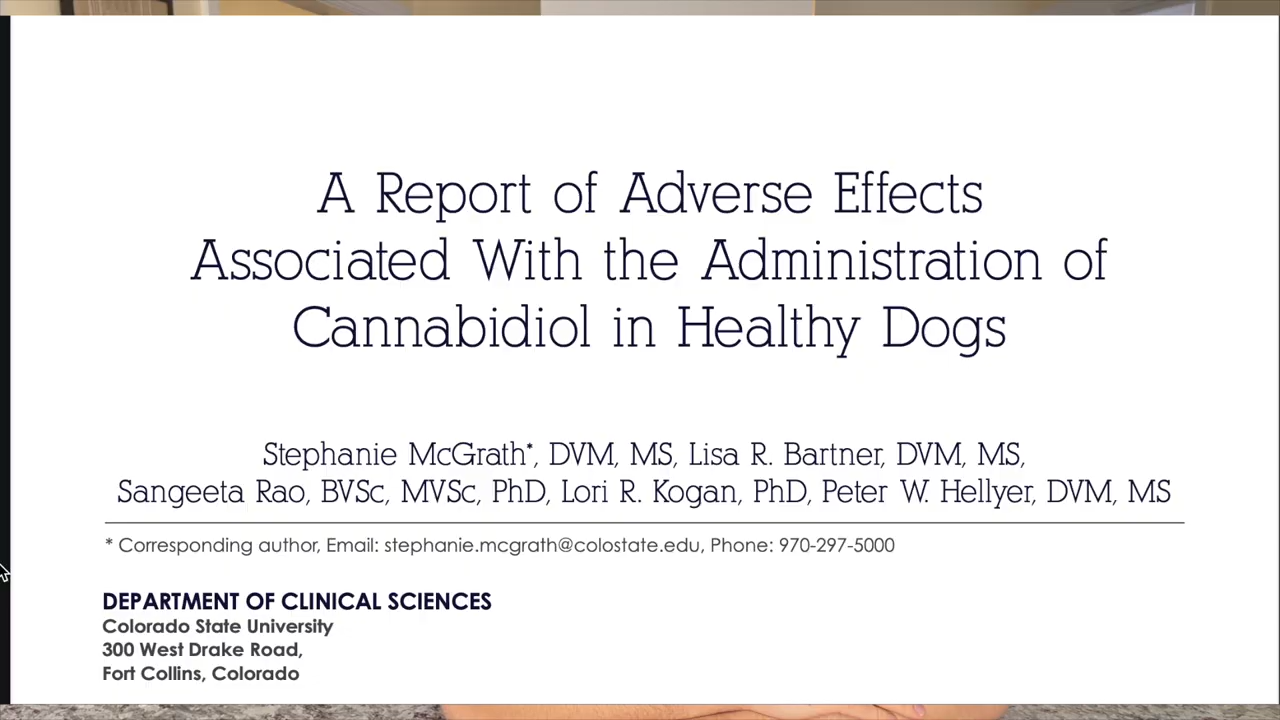 A Report of Adverse Effects
Associated With the Administration of
Cannabidiol in Healthy Dogs
Stephanie McGrath*, DVM, MS, Lisa R. Bartner, DVM, MS,
Sangeeta Rao, BVSc, MVSc, PhD, Lori R. Kogan, PhD, Peter W. Hellyer, DVM, MS
* Corresponding author, Email: stephanie.mcgrath@colostate.edu, Phone: 970-297-5000
DEPARTMENT OF CLINICAL SCIENCES
Colorado State University
300 West Drake Road,
Fort Collins, Colorado